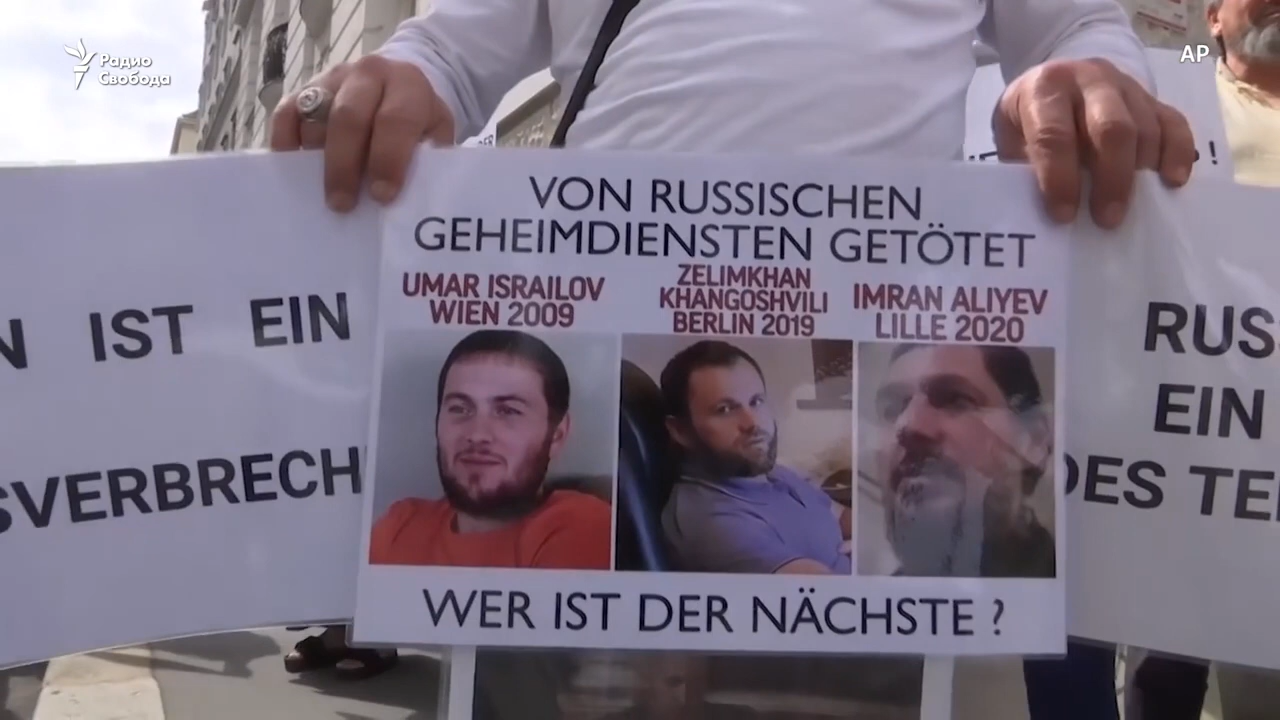 Радио
Свобода
AP
VON RUSSISCHEN
GEHEIMDIENSTEN GETÖTET
UMAR ISRAILOV
WIEN 2009
ZELIMKHAN
KHANGOSHVILI
BERLIN 2019
IMRAN ALIYEV
LILLE 2020
WER IST DER NÄCHSTE ?
N IST EIN
SVERBRECH
RUS
EIN
DES TE